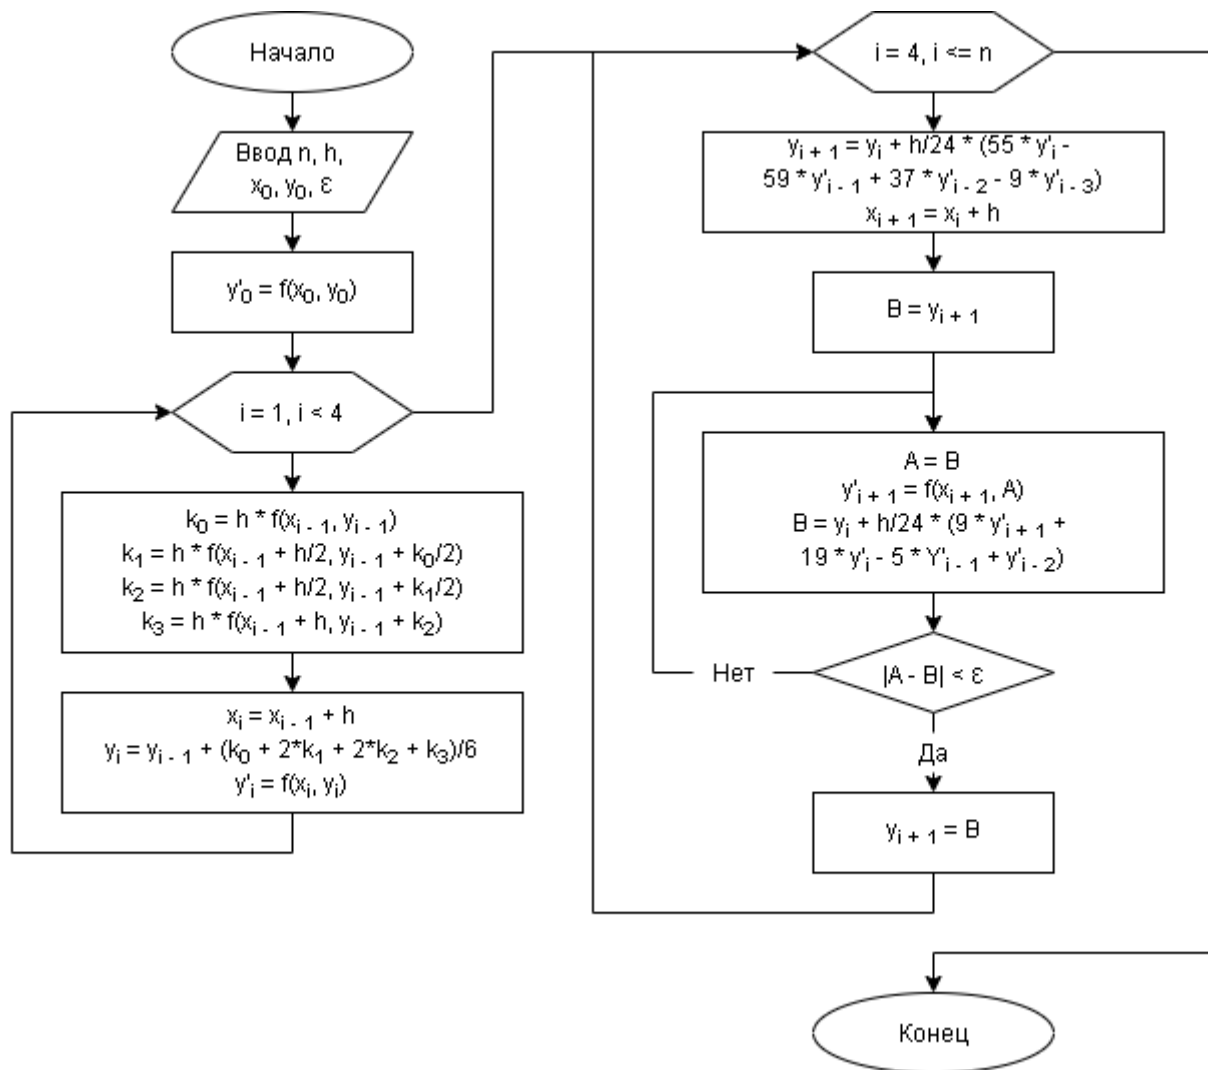 Начало
Ввод n, h,
x₀, y₀, ε
y'₀ = f(x₀, y₀)
i = 1, i < 4
k₀ = h * f(xᵢ ₋ ₁, yᵢ ₋ ₁)
k₁ = h * f(xᵢ ₋ ₁ + h/2, yᵢ ₋ ₁ + k₀/2)
k₂ = h * f(xᵢ ₋ ₁ + h/2, yᵢ ₋ ₁ + k₁/2)
k₃ = h * f(xᵢ ₋ ₁ + h, yᵢ ₋ ₁ + k₂)
xᵢ = xᵢ ₋ ₁ + h
yᵢ = yᵢ ₋ ₁ + (k₀ + 2*k₁ + 2*k₂ + k₃)/6
y'ᵢ = f(xᵢ, yᵢ)
i = 4, i <= n
yᵢ ₊ ₁ = yᵢ + h/24 * (55 * y'ᵢ -
59 * y'ᵢ ₋ ₁ + 37 * y'ᵢ ₋ ₂ - 9 * y'ᵢ ₋ ₃)
xᵢ ₊ ₁ = xᵢ + h
B = yᵢ ₊ ₁
A = B
y'ᵢ ₊ ₁ = f(xᵢ ₊ ₁, A)
B = yᵢ + h/24 * (9 * y'ᵢ ₊ ₁ +
19 * y'ᵢ - 5 * Y'ᵢ ₋ ₁ + y'ᵢ ₋ ₂)
|A - B| < ε
Нет
Да
yᵢ ₊ ₁ = B
Конец